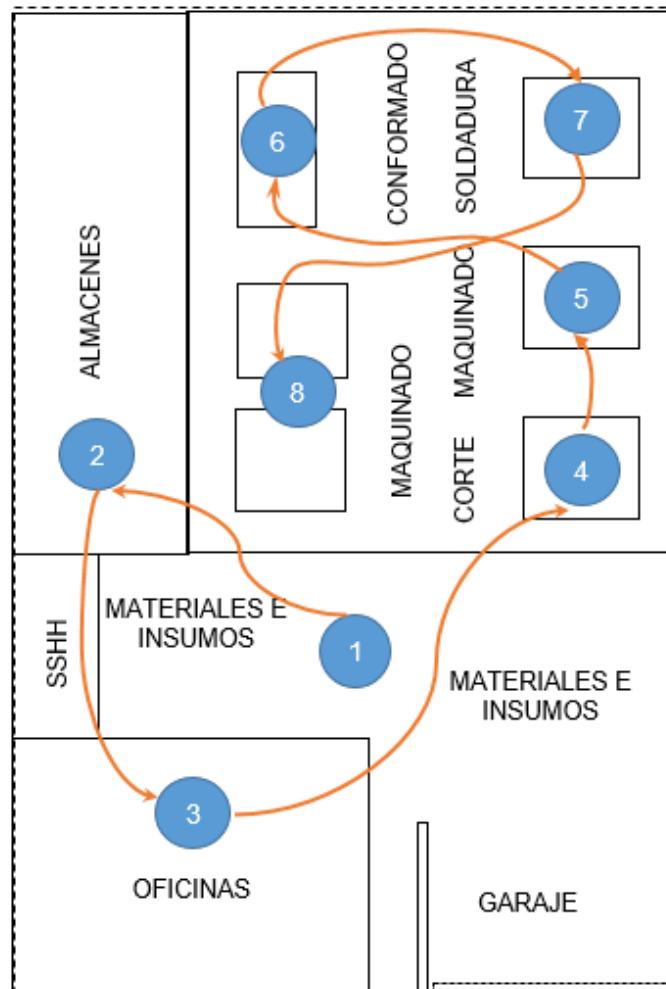 6
CONFORMADO
SOLDADURA
7
ALMACENES
MAQUINADO
5
8
MAQUINADO
2
CORTE
4
SSHH
MATERIALES E
INSUMOS
1
MATERIALES E
INSUMOS
3
OFICINAS
GARAJE